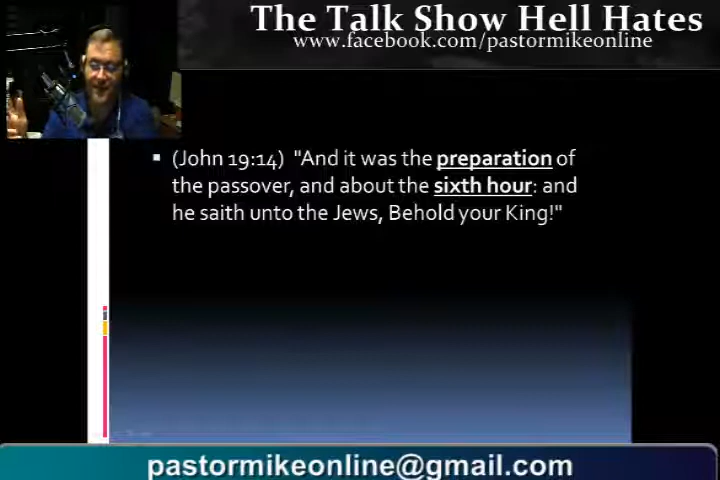 The Talk Show Hell Hates
www.facebook.com/pastormikeonline
(John 19:14) "And it was the preparation of
the passover, and about the sixth hour: and
he saith unto the Jews, Behold your King!"
pastormikeonline@gmail.com